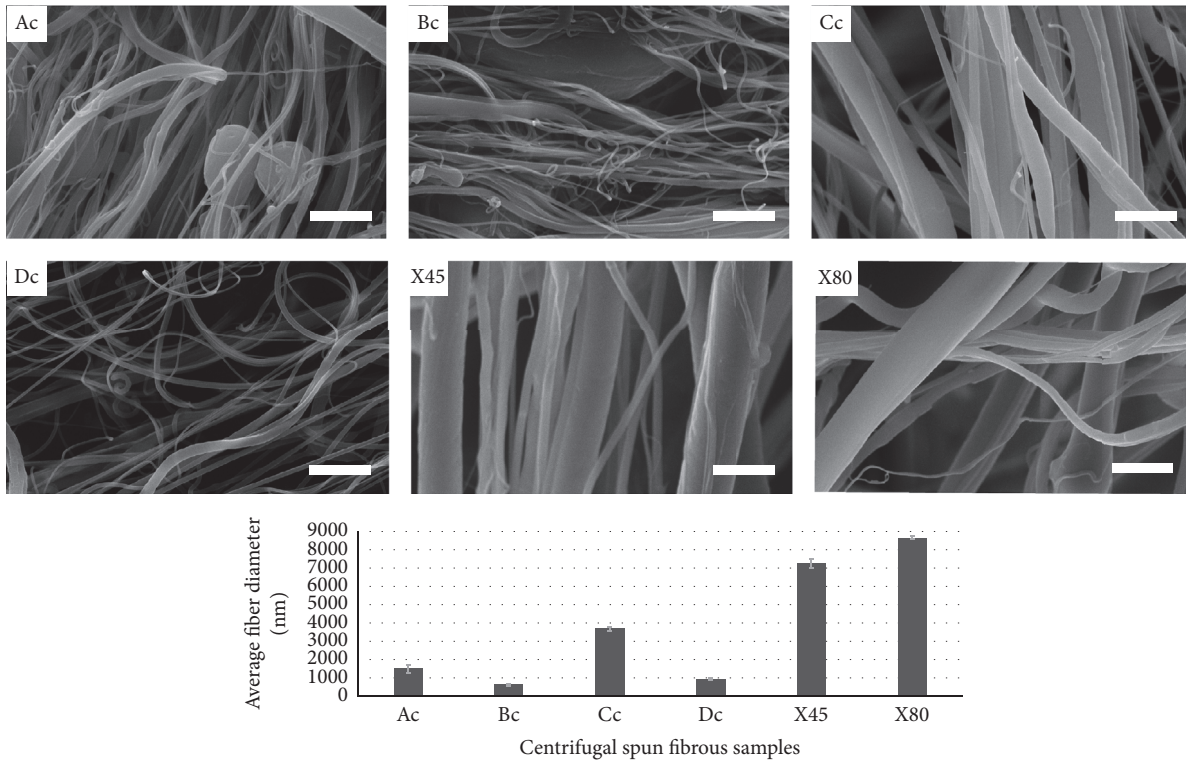 Ac
Bc
Cc
Dc
X45
X80
Average fiber diameter
(nm)
9000
8000
7000
6000
5000
4000
3000
2000
1000
0
Ac Bc Cc Dc X45 X80
Centrifugal spun fibrous samples